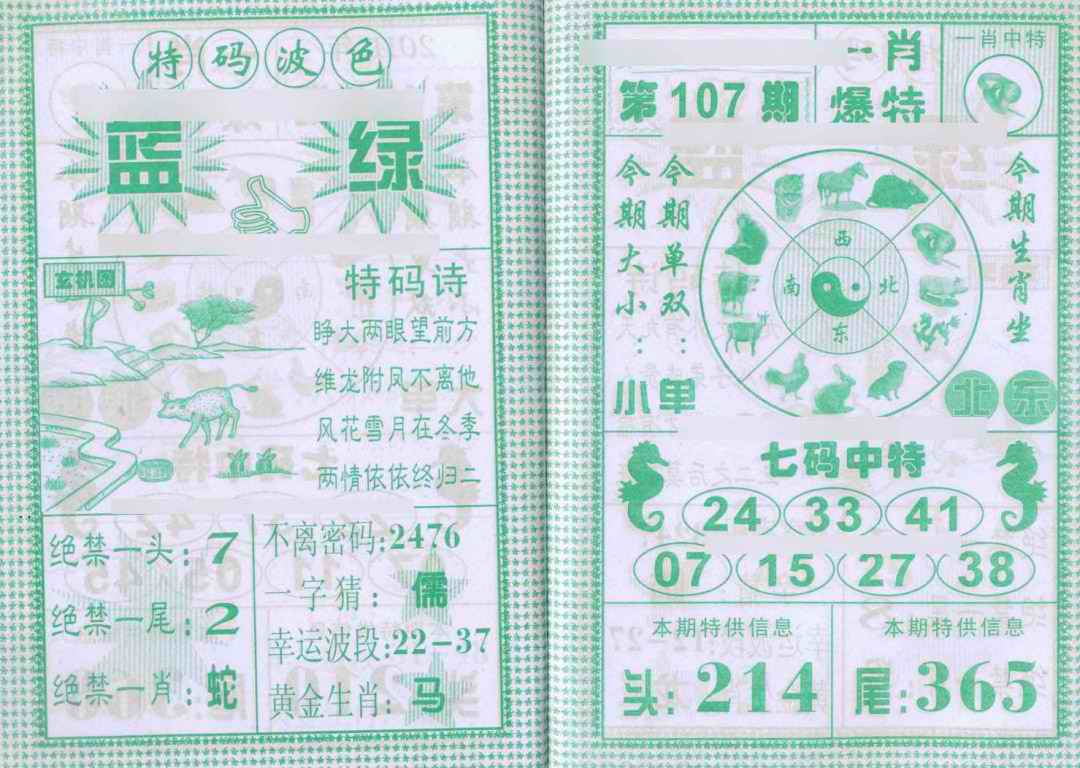 特码波色
蓝 绿
玄机图
特码诗
睁大两眼望前方
维龙附凤不离他
风花雪月在冬季
两情依依终归二
绝禁一头:7
绝禁一尾:2
绝禁一肖:蛇
不离密码:2476
一字猜:儒
幸运波段:22-37
黄金生肖:马
第107期
一肖
爆特
一肖中特
今期大小:小
今期单双:单
西
南 北
东
今期生肖坐
北 东
七码中特
24 33 41
07 15 27 38
本期特供信息
头:214
本期特供信息
尾:365